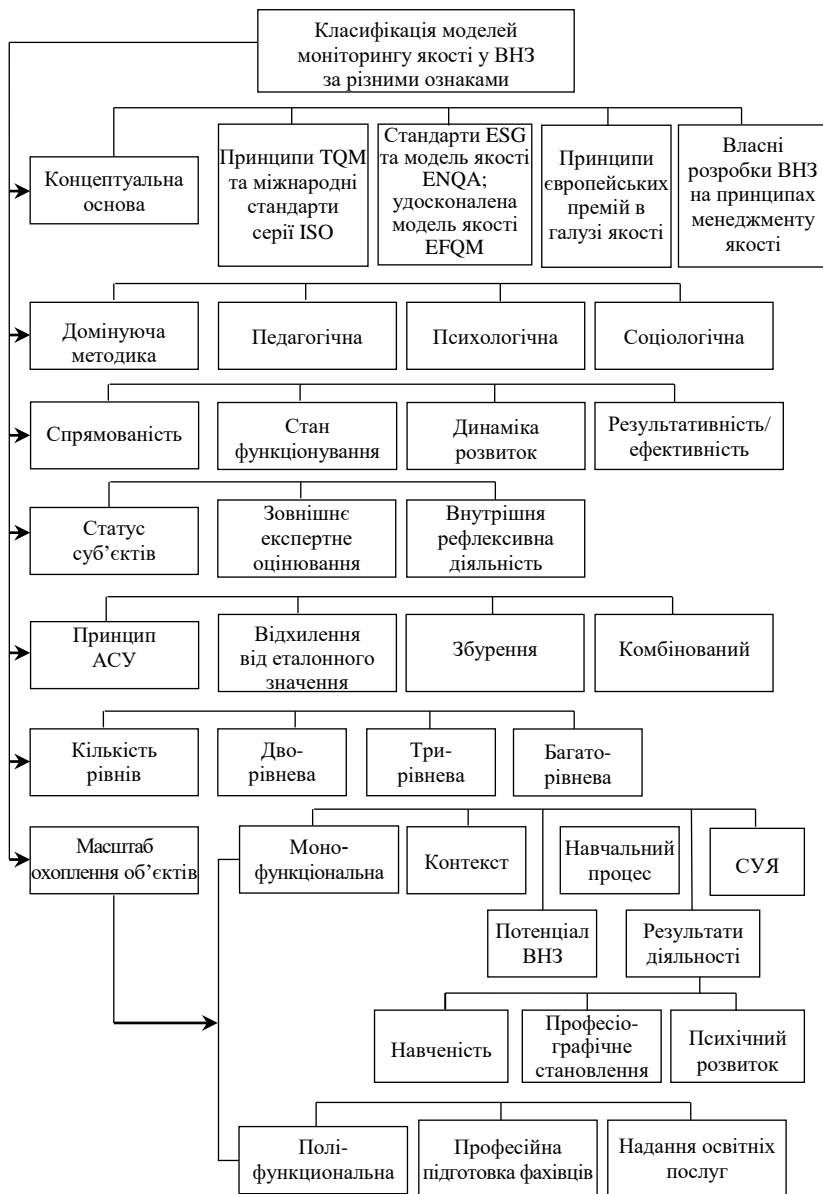 Класифікація моделей
моніторингу якості у ВНЗ
за різними ознаками
Концептуальна
основа
Принципи TQM
та міжнародні
стандарти
серії ISO
Стандарти ESG
та модель якості
ENQA;
удосконалена
модель якості
EFQM
Принципи
європейських
премій в
галузі якості
Власні
розробки ВНЗ
на принципах
менеджменту
якості
Домінуюча
методика
Педагогічна
Психологічна
Соціологічна
Спрямованість
Стан
функціонування
Динаміка
розвиток
Результативність/
ефективність
Статус
суб’єктів
Зовнішнє
експертне
оцінювання
Внутрішня
рефлексивна
діяльність
Принцип
АСУ
Відхилення
від еталонного
значення
Збурення
Комбінований
Кількість
рівнів
Дво-
рівнева
Три-
рівнева
Багато-
рівнева
Масштаб
охоплення об’єктів
Моно-
функціональна
Контекст
Навчальний
процес
СУЯ
Потенціал
ВНЗ
Результати
діяльності
Навченість
Професіо-
графічне
становлення
Психічний
розвиток
Полі-
функциональна
Професійна
підготовка фахівців
Надання освітніх
послуг